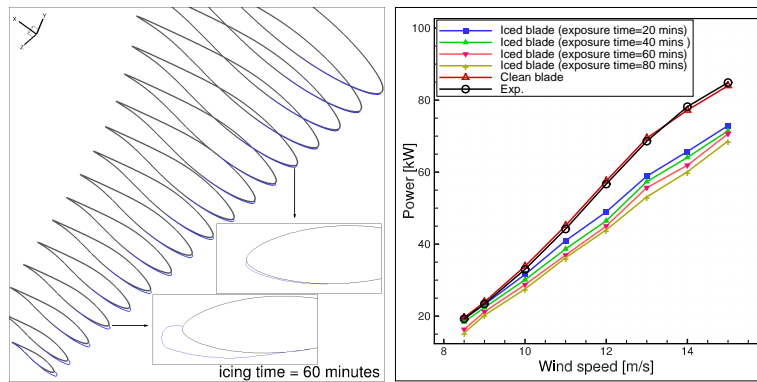 X
Y
Z
icing time = 60 minutes
Iced blade (exposure time=20 mins)
Iced blade (exposure time=40 mins )
Iced blade (exposure time=60 mins)
Iced blade (exposure time=80 mins)
Clean blade
Exp.
Power [kW]
100
80
60
40
20
8
10
12
14
Wind speed [m/s]